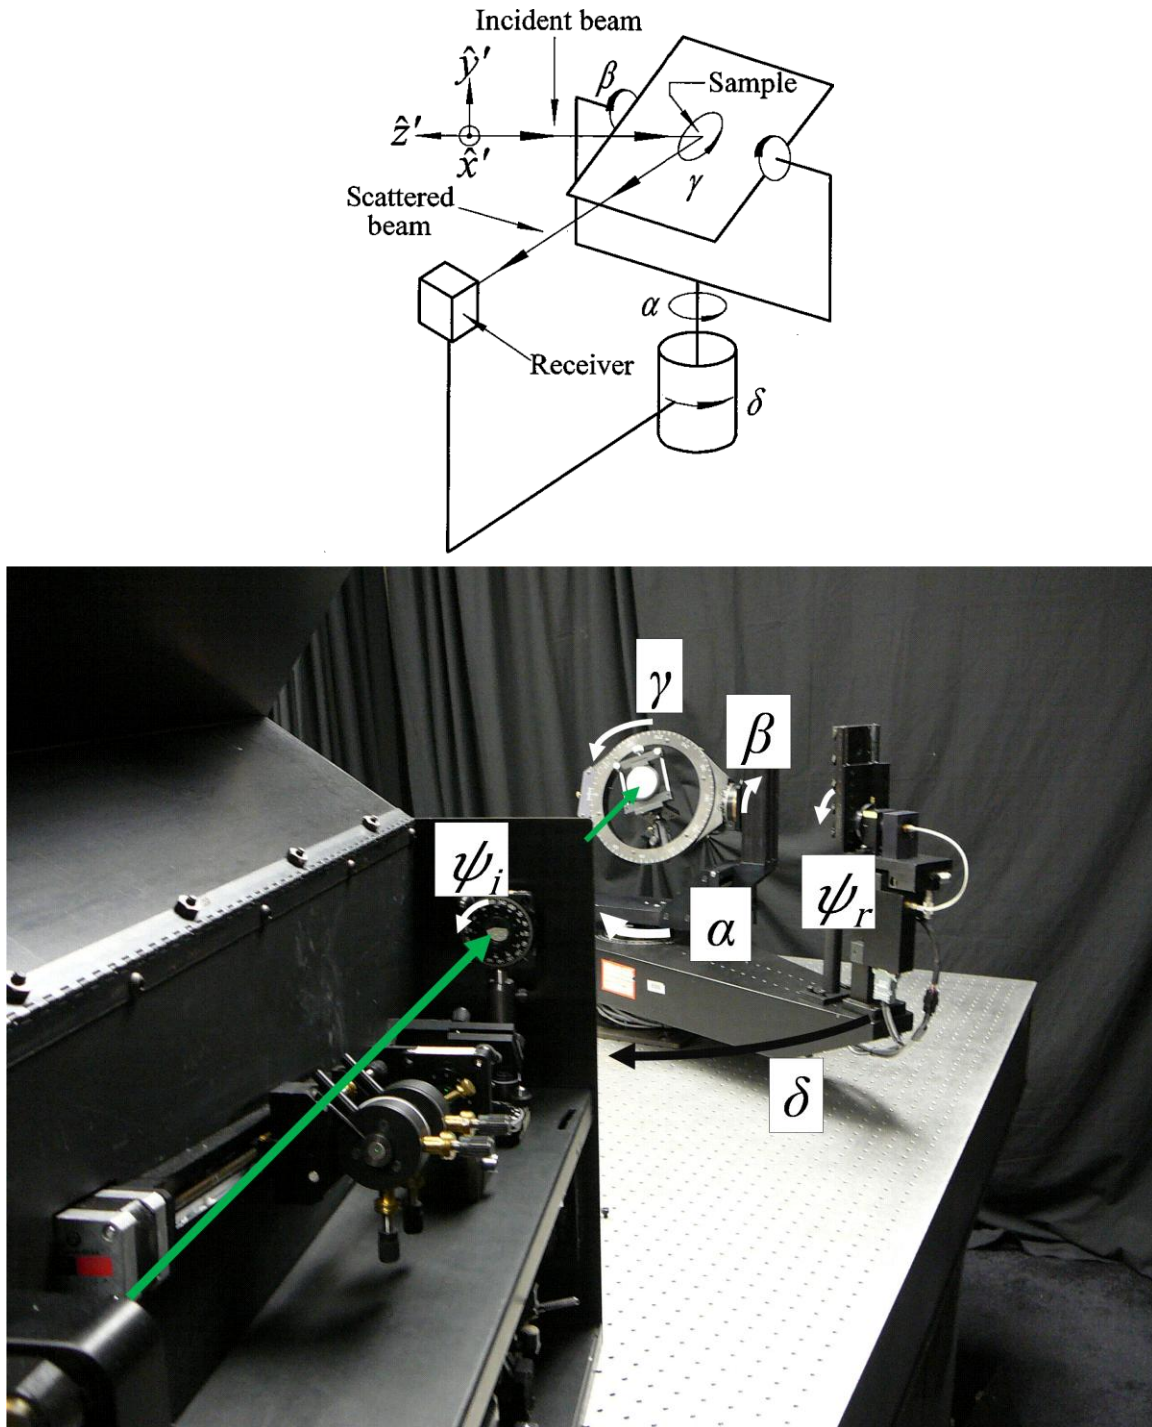 Incident beam
ŷ′
β
Sample
ẑ′
x̂′
γ
Scattered
beam
α
Receiver
δ
γ
β
ψi
ψr
α
δ